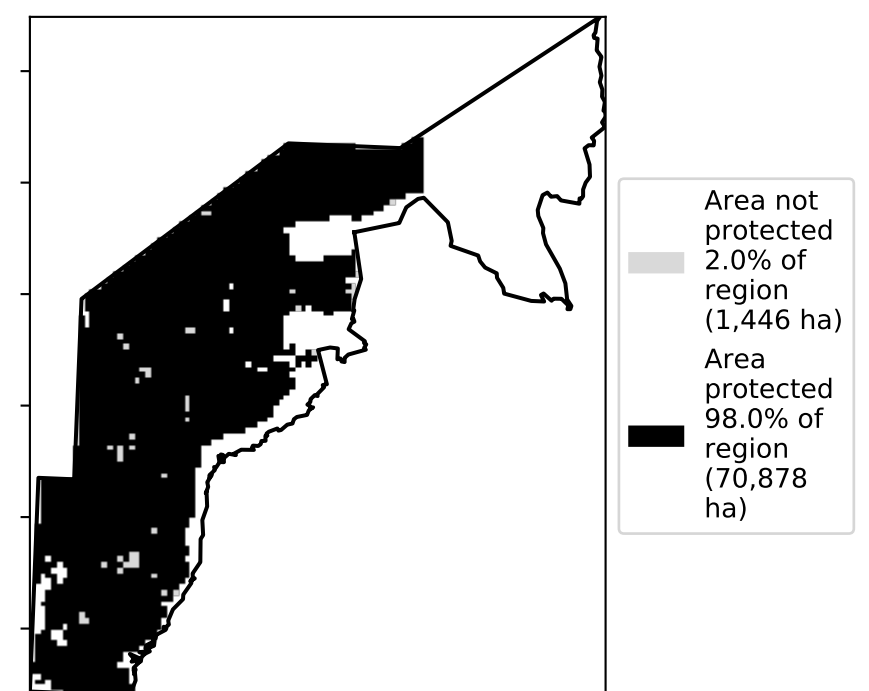 Area not
protected
2.0% of
region
(1,446 ha)
Area
protected
98.0% of
region
(70,878
ha)